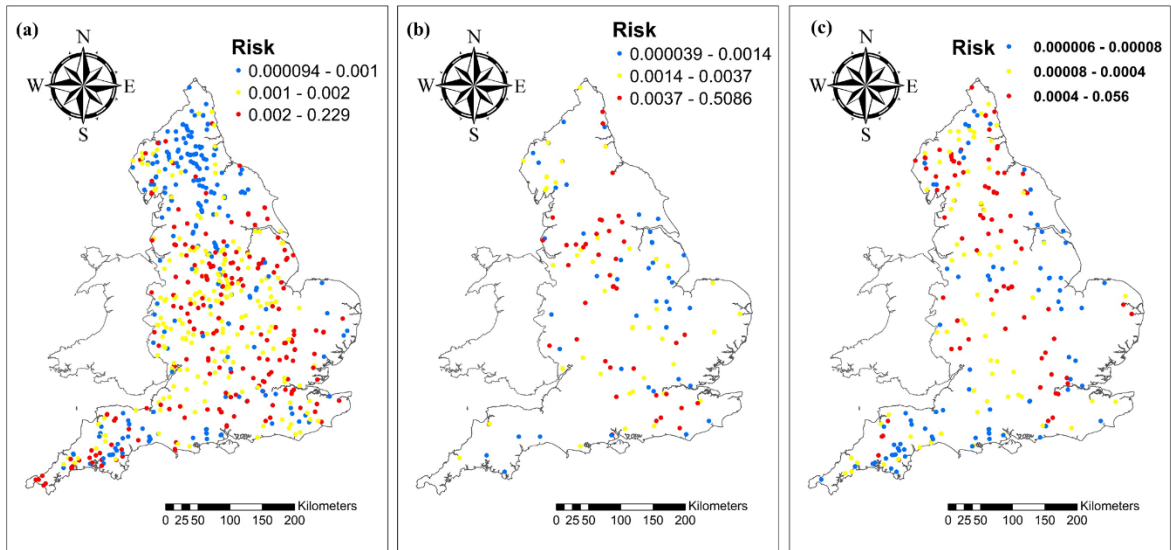 (a)
N
W E
S
Risk
0.000094 - 0.001
0.001 - 0.002
0.002 - 0.229
Kilometers
0 25 50 100 150 200
(b)
N
W E
S
Risk
0.000039 - 0.0014
0.0014 - 0.0037
0.0037 - 0.5086
Kilometers
0 25 50 100 150 200
(c)
N
W E
S
Risk
0.000006 - 0.00008
0.00008 - 0.0004
0.0004 - 0.056
Kilometers
0 25 50 100 150 200